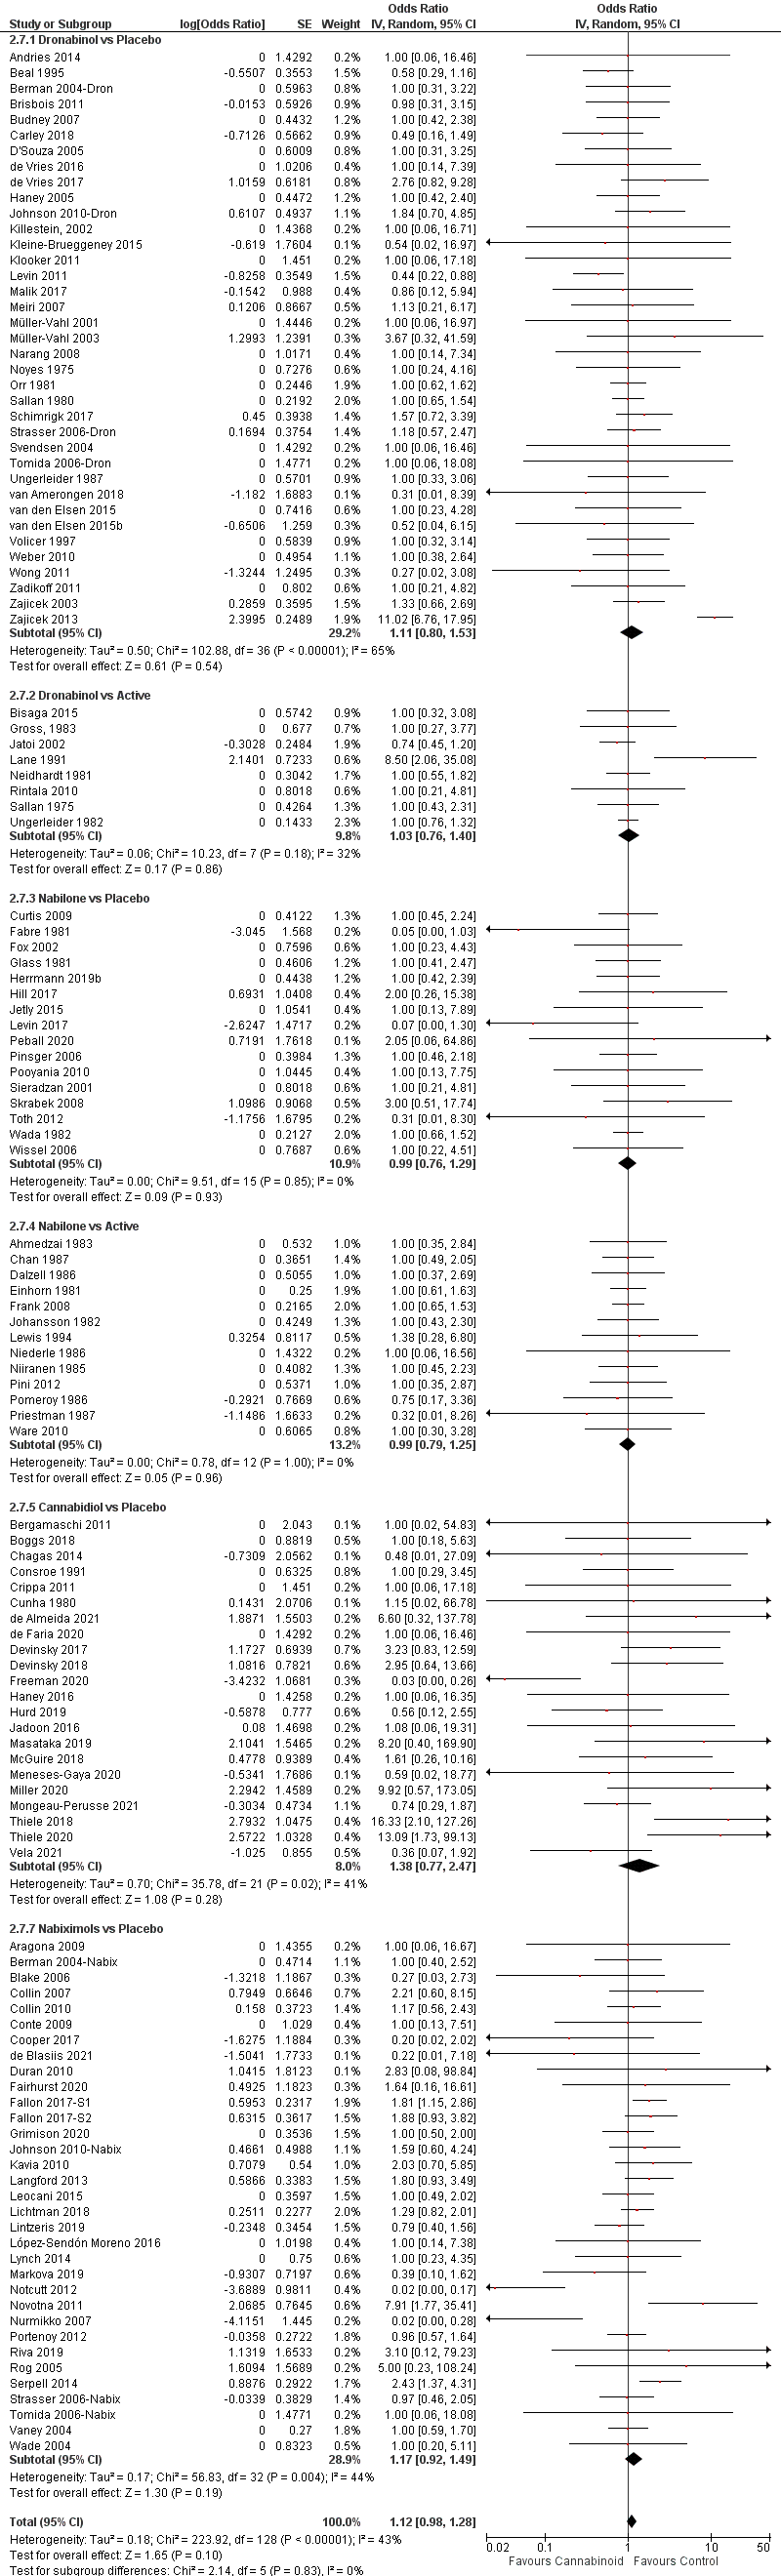 Odds Ratio Odds Ratio
Study or Subgroup log[Odds Ratio] SE Weight IV, Random, 95% CI IV, Random, 95% CI
2.7.1 Dronabinol vs Placebo
Andries 2014 0 1.4292 0.2% 1.00 [0.06, 16.46]
Beal 1995 -0.5507 0.3553 1.5% 0.58 [0.29, 1.16]
Berman 2004-Dron 0 0.5963 0.8% 1.00 [0.31, 3.22]
Brisbois 2011 -0.0153 0.5926 0.8% 0.98 [0.31, 3.15]
Budney 2007 0 0.4432 1.2% 1.00 [0.42, 2.38]
Carley 2018 -0.7126 0.5662 0.9% 0.49 [0.16, 1.49]
D'Souza 2005 0 0.6009 0.8% 1.00 [0.31, 3.25]
de Vries 2016 0 1.0206 0.4% 1.00 [0.14, 7.39]
de Vries 2017 1.0159 0.6181 0.8% 2.76 [0.82, 9.28]
Haney 2005 0 0.4472 1.2% 1.00 [0.42, 2.40]
Johnson 2010-Dron 0.6107 0.4937 1.1% 1.84 [0.70, 4.85]
Killestein, 2002 0 1.4368 0.2% 1.00 [0.06, 16.71]
Kleine-Brueggeney 2015 -0.619 1.7604 0.1% 0.54 [0.02, 16.97]
Klooker 2011 0 1.451 0.2% 1.00 [0.06, 17.18]
Levin 2011 -0.8258 0.3549 1.5% 0.44 [0.22, 0.88]
Malik 2017 -0.1542 0.988 0.4% 0.86 [0.12, 5.94]
Meiri 2007 0.1206 0.8667 0.5% 1.13 [0.21, 6.17]
Müller-Vahl 2001 0 1.4446 0.2% 1.00 [0.06, 16.97]
Müller-Vahl 2003 1.2993 1.2391 0.3% 3.67 [0.32, 41.59]
Narang 2008 0 1.0171 0.4% 1.00 [0.14, 7.34]
Noyes 1975 0 0.7276 0.6% 1.00 [0.24, 4.16]
Orr 1981 0 0.2446 1.9% 1.00 [0.62, 1.62]
Sallan 1980 0 0.2192 2.0% 1.00 [0.65, 1.54]
Schimrigk 2017 0.45 0.3938 1.4% 1.57 [0.72, 3.39]
Strasser 2006-Dron 0.1694 0.3754 1.4% 1.18 [0.57, 2.47]
Svendsen 2004 0 1.4292 0.2% 1.00 [0.06, 16.46]
Tomida 2006-Dron 0 1.4771 0.2% 1.00 [0.06, 18.08]
Ungerleider 1987 0 0.5701 0.9% 1.00 [0.33, 3.06]
van Amerongen 2018 -1.182 1.6883 0.1% 0.31 [0.01, 8.39]
van den Elsen 2015 0 0.7416 0.6% 1.00 [0.23, 4.28]
van den Elsen 2015b -0.6506 1.259 0.3% 0.52 [0.04, 6.15]
Volicer 1997 0 0.5839 0.9% 1.00 [0.32, 3.14]
Weber 2010 0 0.4954 1.1% 1.00 [0.38, 2.64]
Wong 2011 -1.3244 1.2495 0.3% 0.27 [0.02, 3.08]
Zadikoff 2011 0 0.802 0.6% 1.00 [0.21, 4.82]
Zajicek 2003 0.2859 0.3595 1.5% 1.33 [0.66, 2.69]
Zajicek 2013 2.3995 0.2489 1.9% 11.02 [6.76, 17.95]
Subtotal (95% CI) 29.2% 1.11 [0.80, 1.53]
Heterogeneity: Tau² = 0.50; Chi² = 102.88, df = 36 (P < 0.00001); I² = 65%
Test for overall effect: Z = 0.61 (P = 0.54)
2.7.2 Dronabinol vs Active
Bisaga 2015 0 0.5742 0.9% 1.00 [0.32, 3.08]
Gross, 1983 0 0.677 0.7% 1.00 [0.27, 3.77]
Jatoi 2002 -0.3028 0.2484 1.9% 0.74 [0.45, 1.20]
Lane 1991 2.1401 0.7233 0.6% 8.50 [2.06, 35.08]
Neidhardt 1981 0 0.3042 1.7% 1.00 [0.55, 1.82]
Rintala 2010 0 0.8018 0.6% 1.00 [0.21, 4.81]
Sallan 1975 0 0.4264 1.3% 1.00 [0.43, 2.31]
Ungerleider 1982 0 0.1433 2.3% 1.00 [0.76, 1.32]
Subtotal (95% CI) 9.8% 1.03 [0.76, 1.40]
Heterogeneity: Tau² = 0.06; Chi² = 10.23, df = 7 (P = 0.18); I² = 32%
Test for overall effect: Z = 0.17 (P = 0.86)
2.7.3 Nabilone vs Placebo
Curtis 2009 0 0.4122 1.3% 1.00 [0.45, 2.24]
Fabre 1981 -3.045 1.568 0.2% 0.05 [0.00, 1.03]
Fox 2002 0 0.7596 0.6% 1.00 [0.23, 4.43]
Glass 1981 0 0.4606 1.2% 1.00 [0.41, 2.47]
Herrmann 2019b 0 0.4438 1.2% 1.00 [0.42, 2.39]
Hill 2017 0.6931 1.0408 0.4% 2.00 [0.26, 15.38]
Jetly 2015 0 1.0541 0.4% 1.00 [0.13, 7.89]
Levin 2017 -2.6247 1.4717 0.2% 0.07 [0.00, 1.30]
Peball 2020 0.7191 1.7618 0.1% 2.05 [0.06, 64.86]
Pinsger 2006 0 0.3984 1.3% 1.00 [0.46, 2.18]
Pooyania 2010 0 1.0445 0.4% 1.00 [0.13, 7.75]
Sieradzan 2001 0 0.8018 0.6% 1.00 [0.21, 4.81]
Skrabek 2008 1.0986 0.9068 0.5% 3.00 [0.51, 17.74]
Toth 2012 -1.1756 1.6795 0.2% 0.31 [0.01, 8.30]
Wada 1982 0 0.2127 2.0% 1.00 [0.66, 1.52]
Wissel 2006 0 0.7687 0.6% 1.00 [0.22, 4.51]
Subtotal (95% CI) 10.9% 0.99 [0.76, 1.29]
Heterogeneity: Tau² = 0.00; Chi² = 9.51, df = 15 (P = 0.85); I² = 0%
Test for overall effect: Z = 0.09 (P = 0.93)
2.7.4 Nabilone vs Active
Ahmedzai 1983 0 0.532 1.0% 1.00 [0.35, 2.84]
Chan 1987 0 0.3651 1.4% 1.00 [0.49, 2.05]
Dalzell 1986 0 0.5055 1.0% 1.00 [0.37, 2.69]
Einhorn 1981 0 0.25 1.8% 1.00 [0.61, 1.63]
Frank 2008 0 0.2165 2.0% 1.00 [0.65, 1.53]
Johansson 1982 0 0.4249 1.3% 1.00 [0.43, 2.30]
Lewis 1994 0.3254 0.8117 0.5% 1.38 [0.28, 6.80]
Niederle 1986 0 1.4322 0.2% 1.00 [0.06, 16.56]
Niiranen 1985 0 0.4082 1.3% 1.00 [0.45, 2.23]
Pini 2012 0 0.5371 1.0% 1.00 [0.35, 2.87]
Pomeroy 1986 -0.2921 0.7669 0.6% 0.75 [0.17, 3.36]
Priestman 1987 -1.1486 1.6633 0.2% 0.32 [0.01, 8.26]
Ware 2010 0 0.6065 0.8% 1.00 [0.30, 3.28]
Subtotal (95% CI) 13.2% 0.99 [0.79, 1.25]
Heterogeneity: Tau² = 0.00; Chi² = 0.78, df = 12 (P = 1.00); I² = 0%
Test for overall effect: Z = 0.05 (P = 0.96)
2.7.5 Cannabidiol vs Placebo
Bergamaschi 2011 0 2.043 0.1% 1.00 [0.02, 54.83]
Boggs 2018 0 0.8819 0.5% 1.00 [0.18, 5.63]
Chagas 2014 -0.7309 2.0562 0.1% 0.48 [0.01, 27.09]
Consroe 1991 0 0.6325 0.8% 1.00 [0.29, 3.45]
Crippa 2011 0 1.451 0.2% 1.00 [0.06, 17.18]
Cunha 1980 0.1431 2.0706 0.1% 1.15 [0.02, 66.78]
de Almeida 2021 1.8871 1.5503 0.2% 6.60 [0.32, 137.78]
de Faria 2020 0 1.4292 0.2% 1.00 [0.06, 16.46]
Devinsky 2017 1.1727 0.6939 0.7% 3.23 [0.83, 12.59]
Devinsky 2018 1.0816 0.7821 0.6% 2.95 [0.64, 13.66]
Freeman 2020 -3.4232 1.0681 0.4% 0.03 [0.00, 0.26]
Haney 2016 0 1.4258 0.2% 1.00 [0.06, 16.35]
Hurd 2019 -0.5878 0.777 0.6% 0.56 [0.12, 2.55]
Jadoon 2016 0.08 1.4698 0.2% 1.08 [0.06, 19.31]
Masataka 2019 2.1041 1.5465 0.2% 8.20 [0.40, 169.90]
McGuire 2018 0.4778 0.9389 0.4% 1.61 [0.26, 10.16]
Meneses-Gaya 2020 -0.5341 1.7686 0.1% 0.59 [0.02, 18.77]
Miller 2020 2.2942 1.4589 0.2% 9.92 [0.57, 173.05]
Mongeau-Perusse 2021 -0.3034 0.4734 1.1% 0.74 [0.29, 1.87]
Thiele 2018 2.7932 1.0475 0.4% 16.33 [2.10, 127.26]
Thiele 2020 2.5722 1.0328 0.4% 13.09 [1.73, 99.13]
Vela 2021 -1.025 0.855 0.5% 0.36 [0.07, 1.92]
Subtotal (95% CI) 8.0% 1.38 [0.77, 2.47]
Heterogeneity: Tau² = 0.70; Chi² = 35.78, df = 21 (P = 0.02); I² = 41%
Test for overall effect: Z = 1.08 (P = 0.28)
2.7.7 Nabiximols vs Placebo
Aragona 2009 0 1.4355 0.2% 1.00 [0.06, 16.67]
Berman 2004-Nabix 0 0.4714 1.1% 1.00 [0.40, 2.52]
Blake 2006 -1.3218 1.1867 0.3% 0.27 [0.03, 2.73]
Collin 2007 0.7949 0.6646 0.7% 2.21 [0.60, 8.15]
Collin 2010 0.158 0.3723 1.4% 1.17 [0.56, 2.43]
Conte 2009 0 1.029 0.4% 1.00 [0.13, 7.51]
Cooper 2017 -1.6275 1.1884 0.3% 0.20 [0.02, 2.02]
de Blasiis 2021 -1.5041 1.7733 0.1% 0.22 [0.01, 7.18]
Duran 2010 1.0415 1.8123 0.1% 2.83 [0.08, 98.84]
Fairhurst 2020 0.4925 1.1823 0.3% 1.64 [0.16, 16.61]
Fallon 2017-S1 0.5953 0.2317 1.9% 1.81 [1.15, 2.86]
Fallon 2017-S2 0.6315 0.3617 1.5% 1.88 [0.93, 3.82]
Grimison 2020 0 0.3536 1.5% 1.00 [0.50, 2.00]
Johnson 2010-Nabix 0.4661 0.4988 1.1% 1.59 [0.60, 4.24]
Kavia 2010 0.7079 0.54 1.0% 2.03 [0.70, 5.85]
Langford 2013 0.5866 0.3383 1.5% 1.80 [0.93, 3.49]
Leocani 2015 0 0.3597 1.5% 1.00 [0.49, 2.02]
Lichtman 2018 0.2511 0.2277 1.9% 1.29 [0.82, 2.01]
Lintzeris 2019 -0.2348 0.3454 1.5% 0.79 [0.40, 1.56]
López-Sendón Moreno 2016 0 1.0198 0.4% 1.00 [0.14, 7.38]
Lynch 2014 0 0.75 0.6% 1.00 [0.23, 4.35]
Markova 2019 -0.9307 0.7197 0.6% 0.39 [0.10, 1.62]
Notcutt 2012 -3.6889 0.9811 0.4% 0.02 [0.00, 0.17]
Novotna 2011 2.0685 0.7645 0.6% 7.91 [1.77, 35.41]
Nurmikko 2007 -4.1151 1.445 0.2% 0.02 [0.00, 0.28]
Portenoy 2012 -0.0358 0.2722 1.8% 0.96 [0.57, 1.64]
Riva 2019 1.1319 1.6533 0.2% 3.10 [0.12, 79.23]
Rog 2005 1.6094 1.5689 0.2% 5.00 [0.23, 108.24]
Serpell 2014 0.8876 0.2922 1.7% 2.43 [1.37, 4.31]
Strasser 2006-Nabix -0.0339 0.3829 1.4% 0.97 [0.46, 2.05]
Tomida 2006-Nabix 0 1.4771 0.2% 1.00 [0.06, 18.08]
Vaney 2004 0 0.27 1.8% 1.00 [0.59, 1.70]
Wade 2004 0 0.8323 0.5% 1.00 [0.20, 5.11]
Subtotal (95% CI) 28.9% 1.17 [0.92, 1.49]
Heterogeneity: Tau² = 0.17; Chi² = 56.83, df = 32 (P = 0.004); I² = 44%
Test for overall effect: Z = 1.30 (P = 0.19)
Total (95% CI) 100.0% 1.12 [0.98, 1.28]
Heterogeneity: Tau² = 0.18; Chi² = 223.92, df = 128 (P < 0.00001); I² = 43%
Test for overall effect: Z = 1.65 (P = 0.10)
Test for subgroup differences: Chi² = 2.14, df = 5 (P = 0.83), I² = 0%
0.02 0.1 1 10 50
Favours Cannabinoid Favours Control